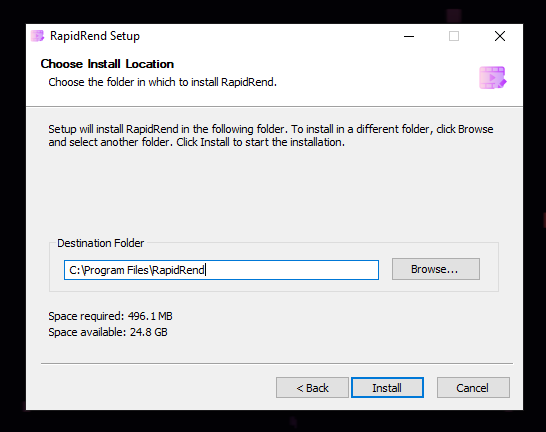 RapidRend Setup
Choose Install Location
Choose the folder in which to install RapidRend.
Setup will install RapidRend in the following folder. To install in a different folder, click Browse
and select another folder. Click Install to start the installation.
Destination Folder
C:\Program Files\RapidRend
Browse...
Space required: 496.1 MB
Space available: 24.8 GB
< Back
Install
Cancel